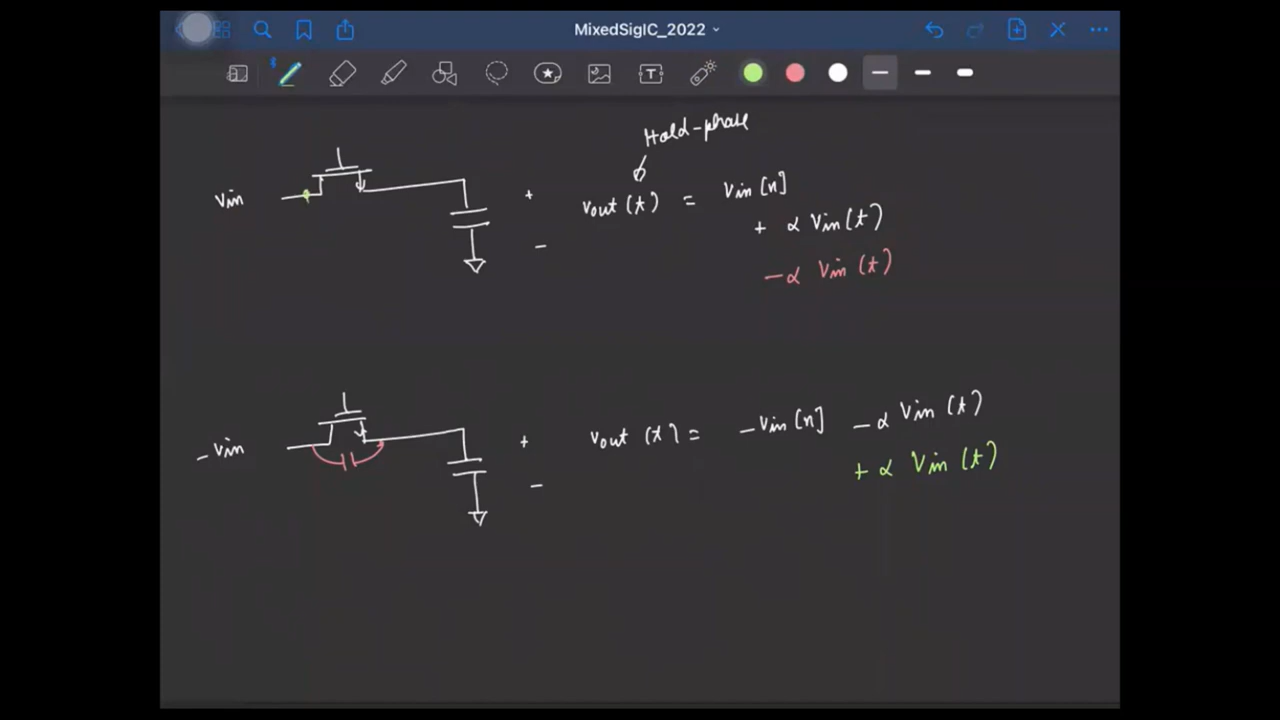 MixedSigIC_2022
T
Hold-phase
Vin
+
-
Vout (t) = Vin [n]
+ α Vin (t)
- α Vin (t)
- Vin
+
-
Vout (t) = - Vin [n] - α Vin (t)
+ α Vin (t)